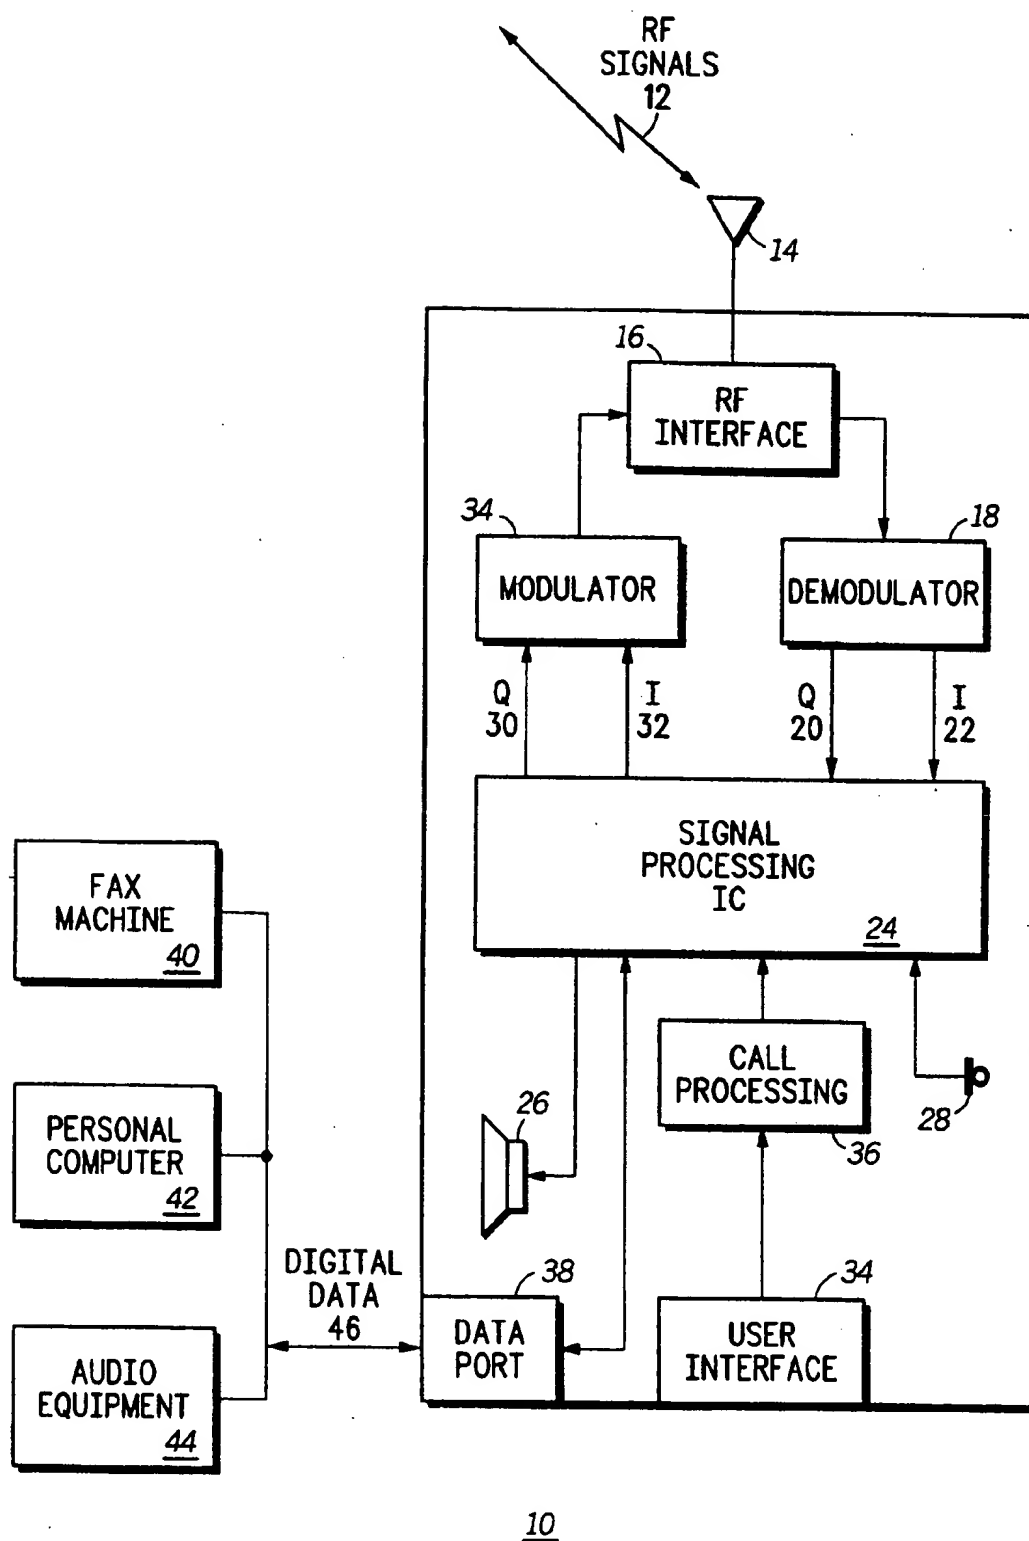 RF
SIGNALS
12
14
16
RF
INTERFACE
34
MODULATOR
18
DEMODULATOR
Q
30
I
32
Q
20
I
22
SIGNAL
PROCESSING
IC
24
FAX
MACHINE
40
CALL
PROCESSING
36
28
26
PERSONAL
COMPUTER
42
DIGITAL
DATA
46
38
DATA
PORT
34
USER
INTERFACE
AUDIO
EQUIPMENT
44
10